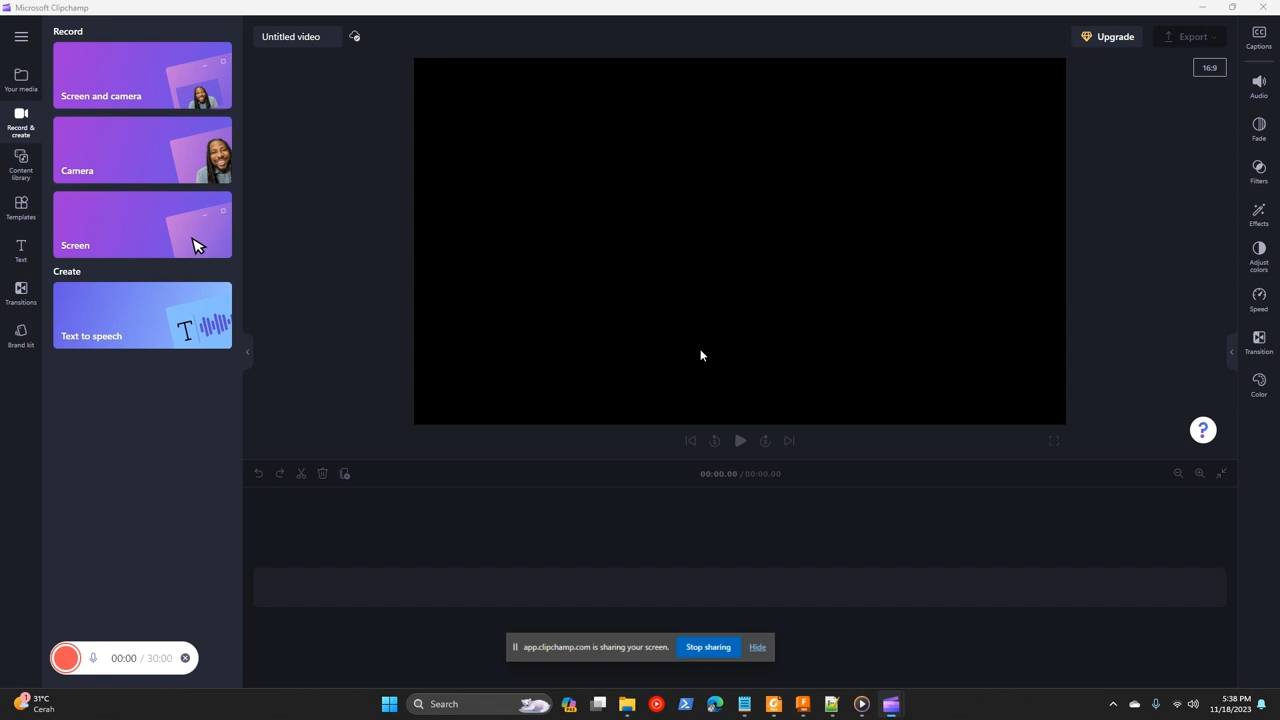 Microsoft Clipchamp
Record
Untitled video
Upgrade
Export
Captions
16:9
Your media
Screen and camera
Audio
Record &
create
Fade
Content
library
Camera
Filters
Templates
Effects
Text
Screen
Adjust
colors
Create
Transitions
Speed
Brand kit
Text to speech
Transition
Color
?
00:00.00 / 00:00.00
00:00 / 30:00
app.clipchamp.com is sharing your screen.
Stop sharing
Hide
1
31°C
Cerah
Search
5:38 PM
11/18/2023